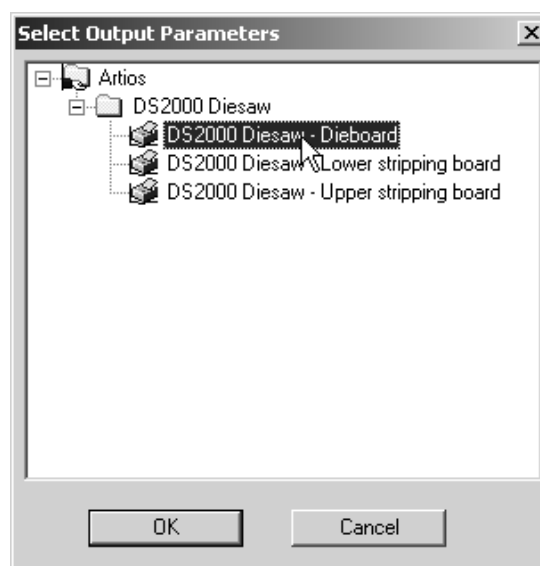 Select Output Parameters
Artios
DS2000 Diesaw
DS2000 Diesaw - Dieboard
DS2000 Diesaw - Lower stripping board
DS2000 Diesaw - Upper stripping board
OK Cancel